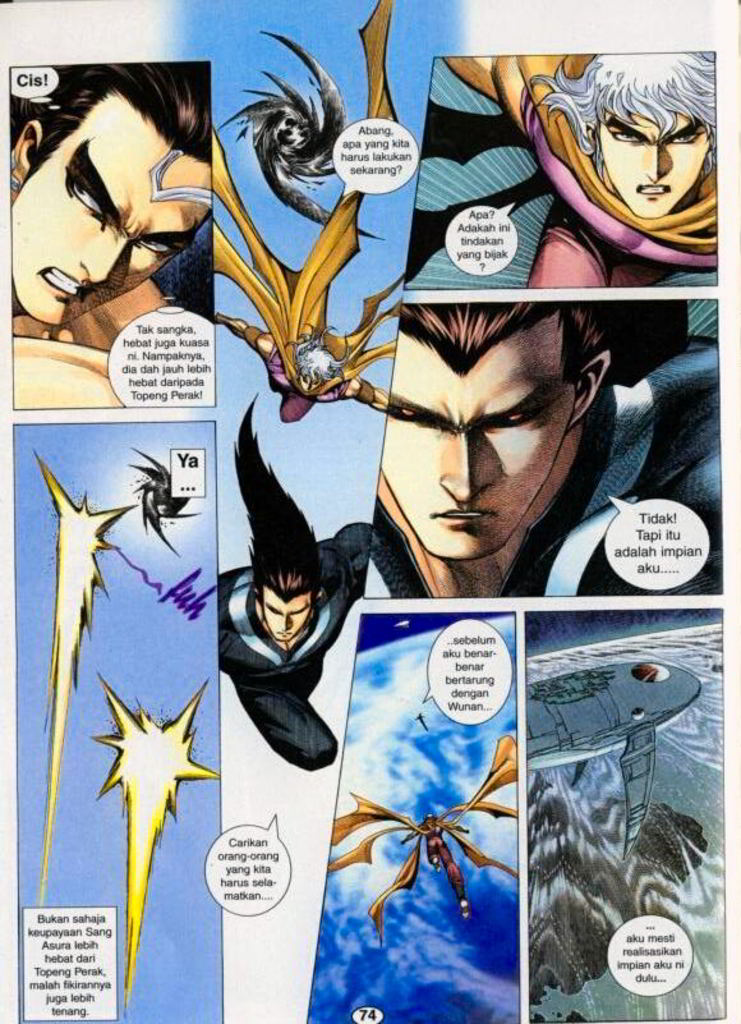 Cis!
Tak sangka,
hebat juga kuasa
ni. Nampaknya,
dia dah jauh lebih
hebat daripada
Topeng Perak!
Abang,
apa yang kita
harus lakukan
sekarang?
Apa?
Adakah ini
tindakan
yang bijak
?
Tidak!
Tapi itu
adalah impian
aku.....
Ya
...
Bukan sahaja
keupayaan Sang
Asura lebih
hebat dari
Topeng Perak,
malah fikirannya
juga lebih
tenang.
Carikan
orang-orang
yang kita
harus sela-
matkan....
..sebelum
aku benar-
benar
bertarung
dengan
Wunan...
...
aku mesti
realisasikan
impian aku ni
dulu...
74